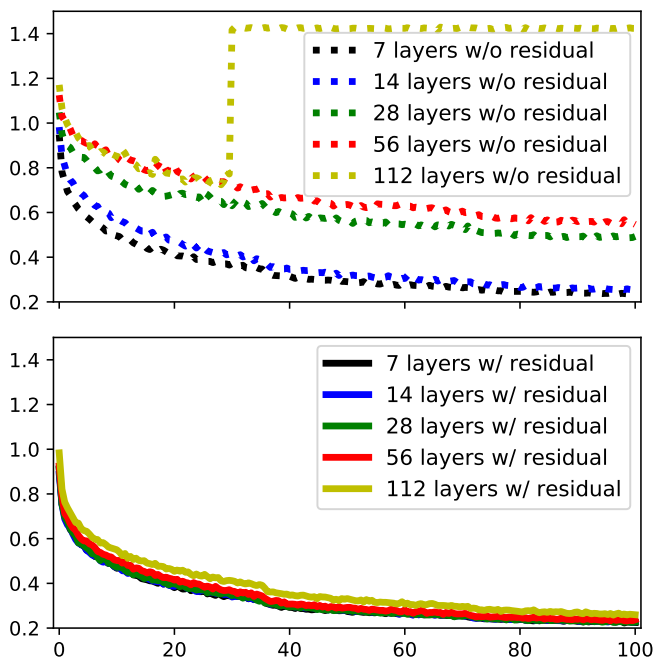 1.4
1.2
1.0
0.8
0.6
0.4
0.2
7 layers w/o residual
14 layers w/o residual
28 layers w/o residual
56 layers w/o residual
112 layers w/o residual
1.4
1.2
1.0
0.8
0.6
0.4
0.2
7 layers w/ residual
14 layers w/ residual
28 layers w/ residual
56 layers w/ residual
112 layers w/ residual
0 20 40 60 80 100